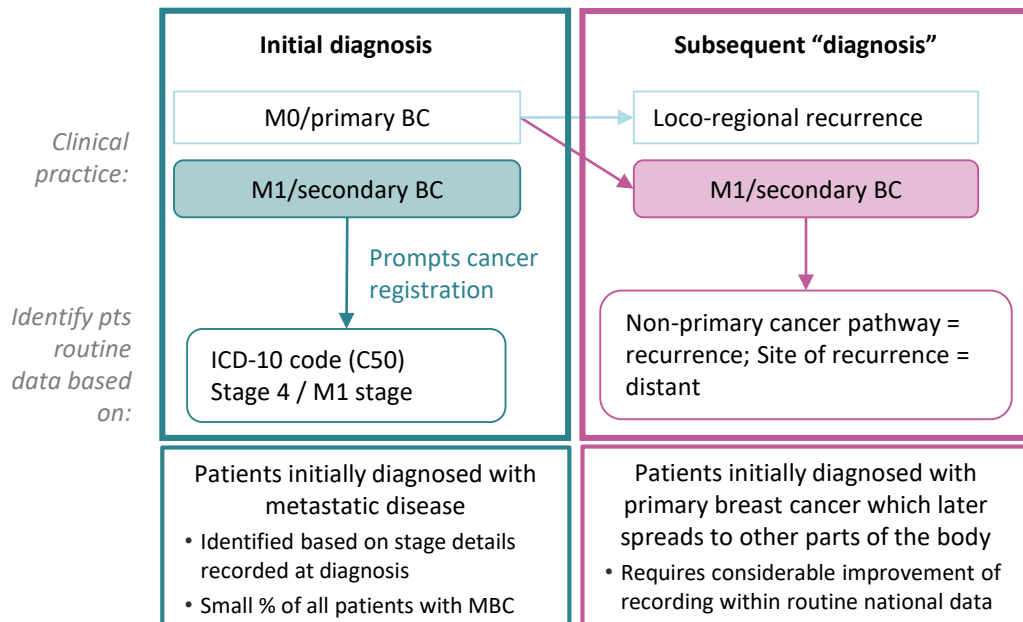 Initial diagnosis
Subsequent “diagnosis”
Clinical
practice:
M0/primary BC
Loco-regional recurrence
M1/secondary BC
M1/secondary BC
Prompts cancer
registration
Identify pts
routine
data based
on:
ICD-10 code (C50)
Stage 4 / M1 stage
Non-primary cancer pathway =
recurrence; Site of recurrence =
distant
Patients initially diagnosed with
metastatic disease
• Identified based on stage details
recorded at diagnosis
• Small % of all patients with MBC
Patients initially diagnosed with
primary breast cancer which later
spreads to other parts of the body
• Requires considerable improvement of
recording within routine national data